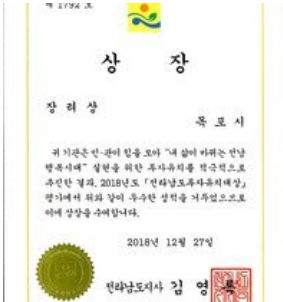 제 1792 호
상 장
장 려 상
목 포 시
귀 기관은 민·관이 힘을 모아 "내 삶이 바뀌는 전남
행복시대" 실현을 위한 투자유치를 적극적으로
추진한 결과, 2018년도 「전라남도투자유치대상」
평가에서 위와 같이 우수한 성적을 거두었으므로
이에 상장을 수여합니다.
2018년 12월 27일
전라남도지사 김 영 록